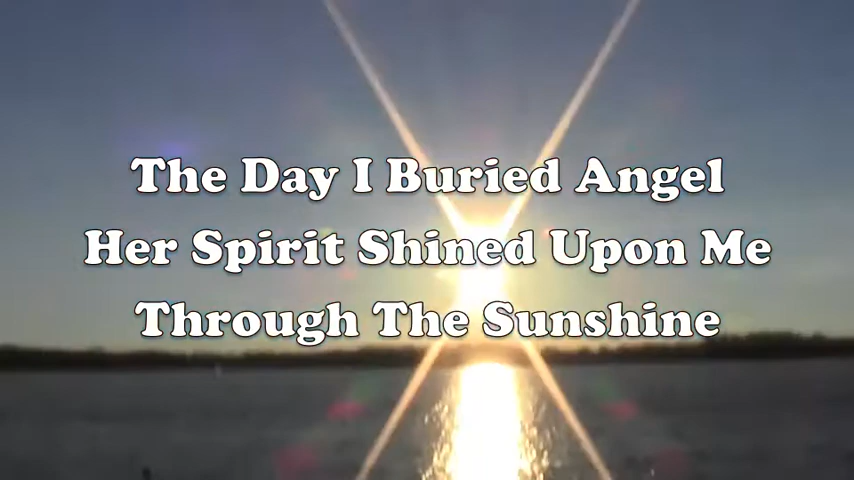 The Day I Buried Angel
Her Spirit Shined Upon Me
Through The Sunshine